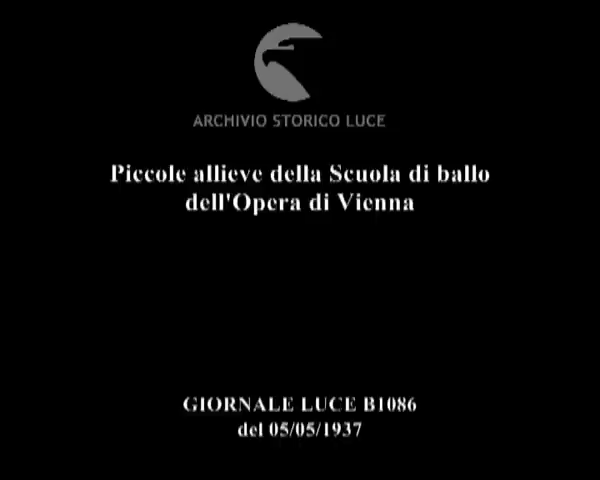 ARCHIVIO STORICO LUCE
Piccole allieve della Scuola di ballo
dell'Opera di Vienna
GIORNALE LUCE B1086
del 05/05/1937